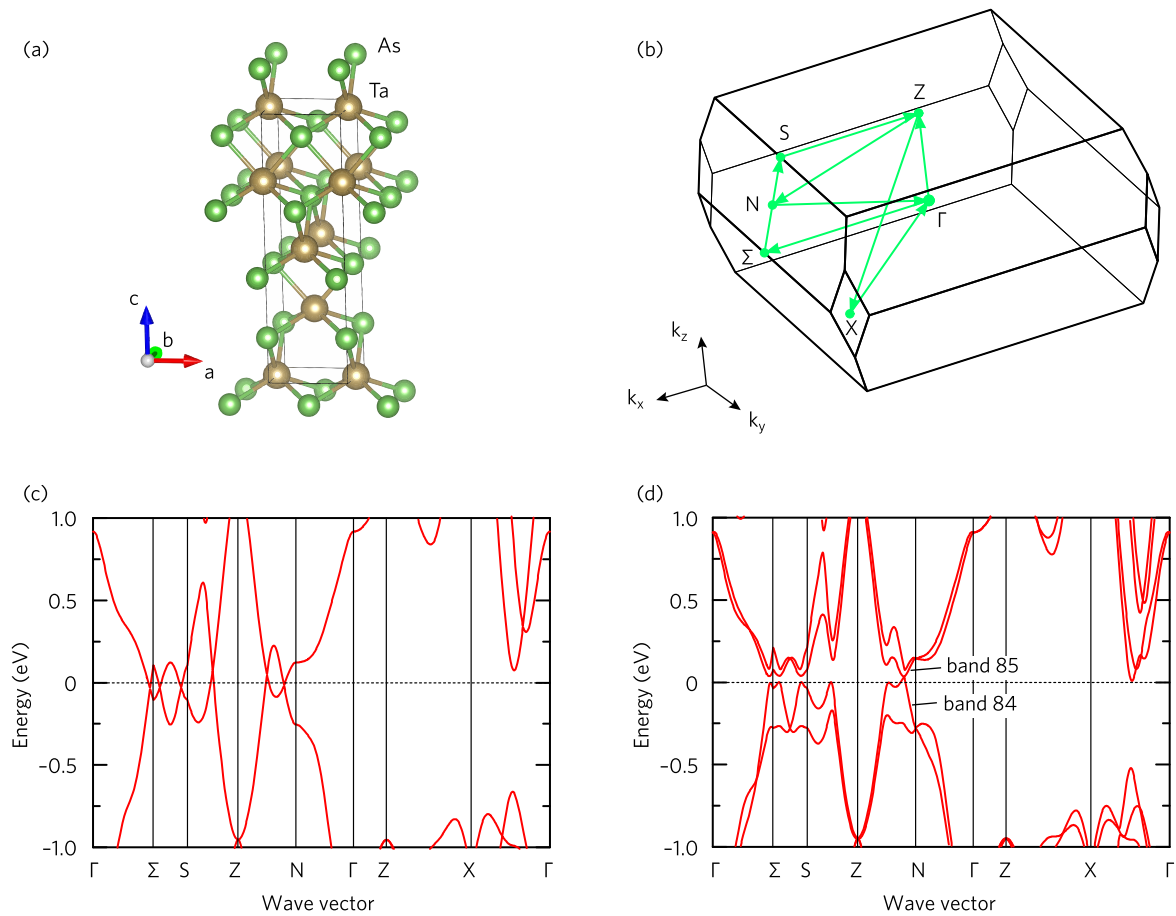 (a)
As
Ta
c
b
a
(b)
Z
S
N
Γ
Σ
X
k_z
k_x
k_y
(c)
Energy (eV)
1.0
0.5
0
−0.5
−1.0
Γ Σ S Z N Γ Z X Γ
Wave vector
(d)
Energy (eV)
1.0
0.5
0
−0.5
−1.0
band 85
band 84
Γ Σ S Z N Γ Z X Γ
Wave vector